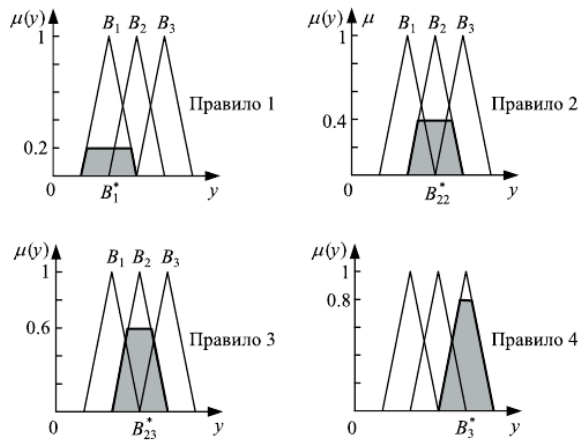 μ(y) B₁ B₂ B₃
1
Правило 1
0.2
0 B₁* y
μ(y) μ B₁ B₂ B₃
1
Правило 2
0.4
0 B₂₂* y
μ(y) B₁ B₂ B₃
1
0.6
Правило 3
0 B₂₃* y
μ(y)
1
0.8
Правило 4
0 B₃* y